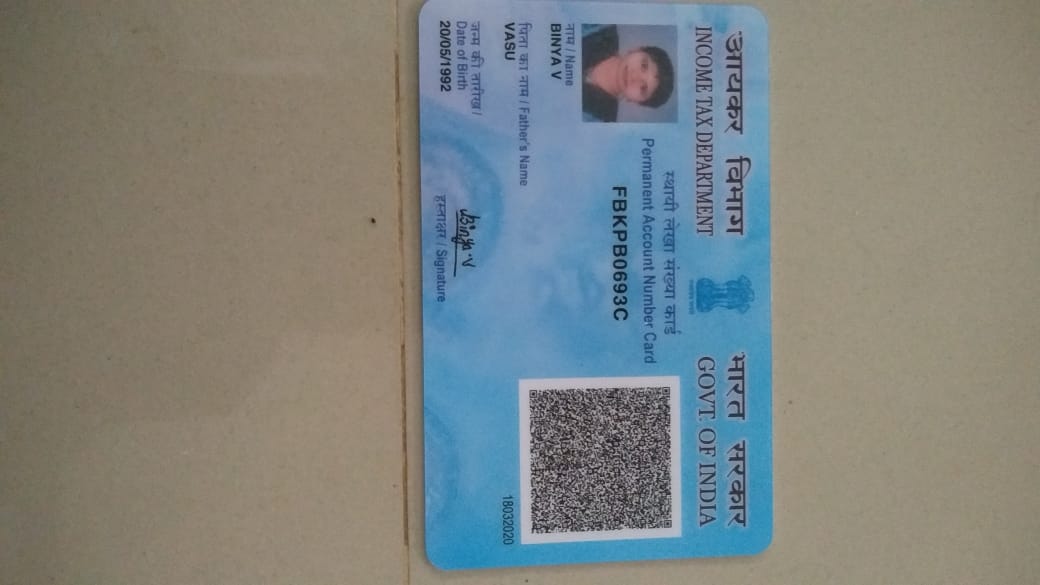 आयकर विभाग
INCOME TAX DEPARTMENT
भारत सरकार
GOVT. OF INDIA
स्थायी लेखा संख्या कार्ड
Permanent Account Number Card
FBKPB0693C
नाम / Name
BINYA V
पिता का नाम / Father's Name
VASU
जन्म की तारीख /
Date of Birth
20/05/1992
Binya.V
हस्ताक्षर / Signature
18032020